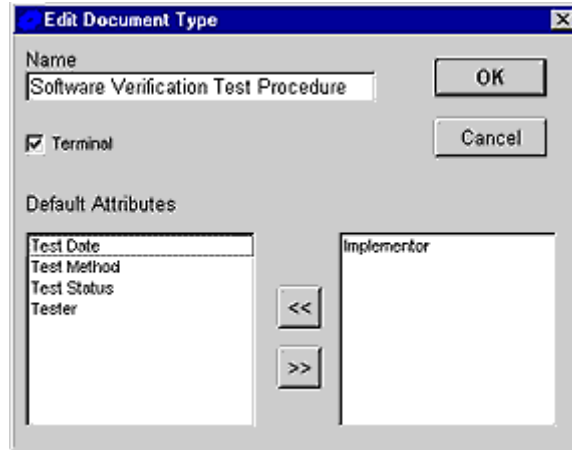 Edit Document Type
Name
Software Verification Test Procedure
OK
Terminal
Cancel
Default Attributes
Test Date
Test Method
Test Status
Tester
<<
>>
Implementor